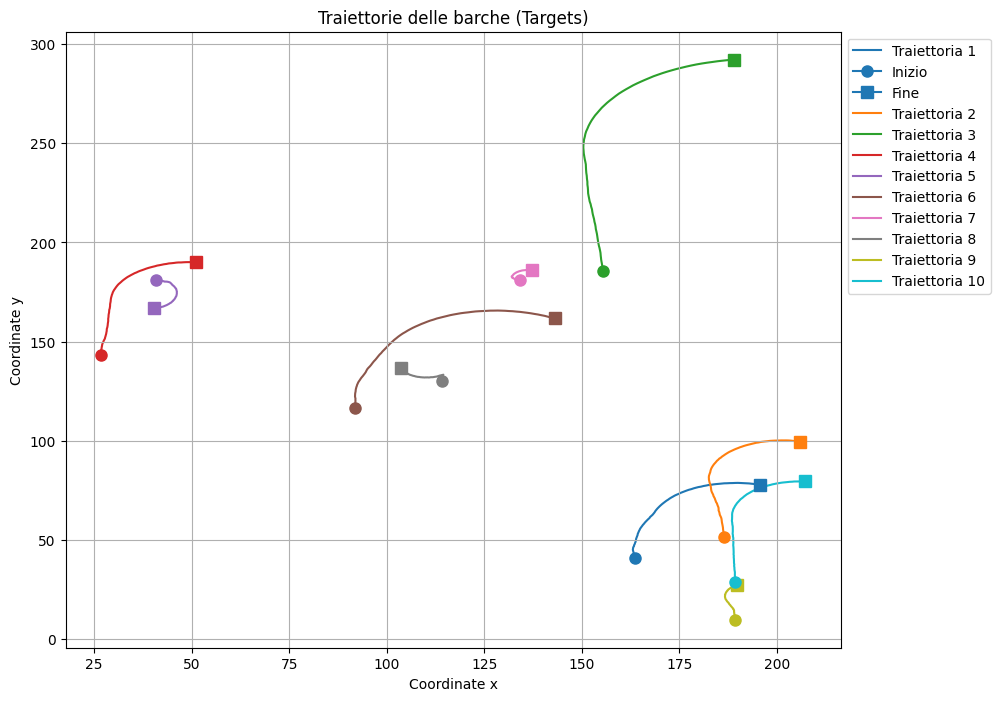 Traiettorie delle barche (Targets)
300
250
200
150
100
50
0
Coordinate y
25
50
75
100
125
150
175
200
Coordinate x
Traiettoria 1
Inizio
Fine
Traiettoria 2
Traiettoria 3
Traiettoria 4
Traiettoria 5
Traiettoria 6
Traiettoria 7
Traiettoria 8
Traiettoria 9
Traiettoria 10